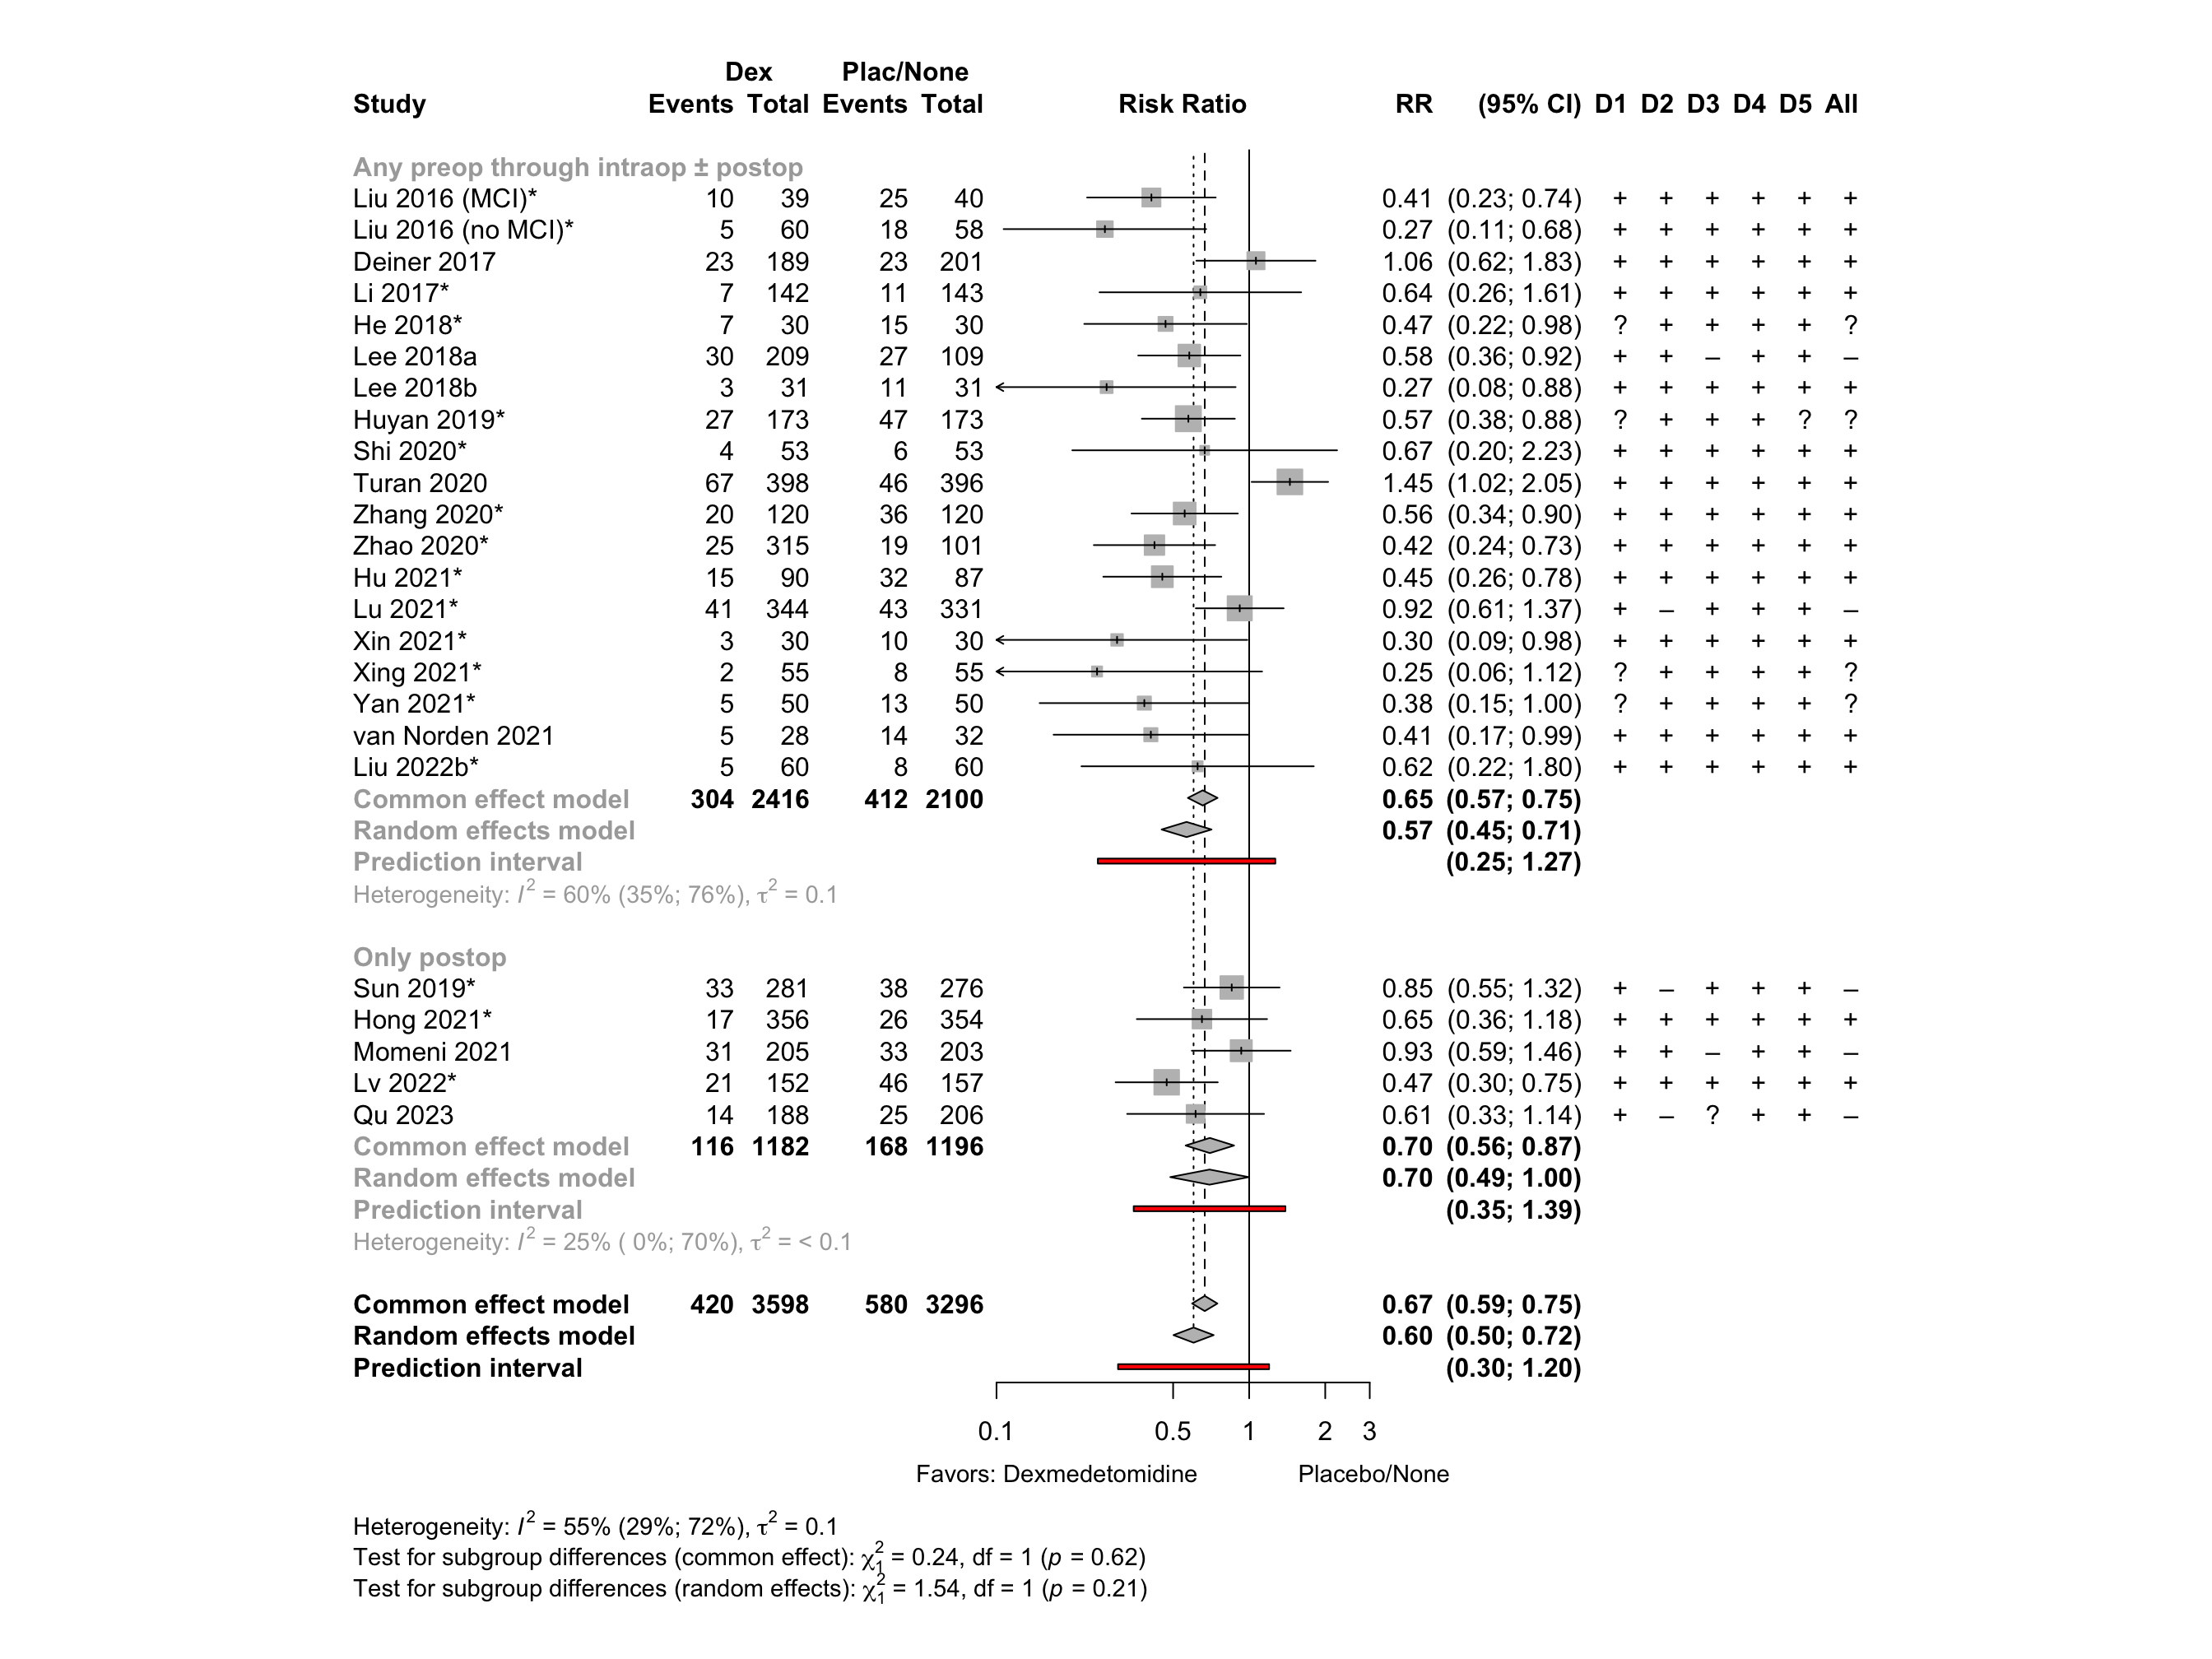 Dex Plac/None
Study Events Total Events Total Risk Ratio RR (95% CI) D1 D2 D3 D4 D5 All
Any preop through intraop ± postop
Liu 2016 (MCI)* 10 39 25 40 0.41 (0.23; 0.74) + + + + + +
Liu 2016 (no MCI)* 5 60 18 58 0.27 (0.11; 0.68) + + + + + +
Deiner 2017 23 189 23 201 1.06 (0.62; 1.83) + + + + + +
Li 2017* 7 142 11 143 0.64 (0.26; 1.61) + + + + + +
He 2018* 7 30 15 30 0.47 (0.22; 0.98) ? + + + + ?
Lee 2018a 30 209 27 109 0.58 (0.36; 0.92) + + – + + –
Lee 2018b 3 31 11 31 0.27 (0.08; 0.88) + + + + + +
Huyan 2019* 27 173 47 173 0.57 (0.38; 0.88) ? + + + ? ?
Shi 2020* 4 53 6 53 0.67 (0.20; 2.23) + + + + + +
Turan 2020 67 398 46 396 1.45 (1.02; 2.05) + + + + + +
Zhang 2020* 20 120 36 120 0.56 (0.34; 0.90) + + + + + +
Zhao 2020* 25 315 19 101 0.42 (0.24; 0.73) + + + + + +
Hu 2021* 15 90 32 87 0.45 (0.26; 0.78) + + + + + +
Lu 2021* 41 344 43 331 0.92 (0.61; 1.37) + – + + + –
Xin 2021* 3 30 10 30 0.30 (0.09; 0.98) + + + + + +
Xing 2021* 2 55 8 55 0.25 (0.06; 1.12) ? + + + + ?
Yan 2021* 5 50 13 50 0.38 (0.15; 1.00) ? + + + + ?
van Norden 2021 5 28 14 32 0.41 (0.17; 0.99) + + + + + +
Liu 2022b* 5 60 8 60 0.62 (0.22; 1.80) + + + + + +
Common effect model 304 2416 412 2100 0.65 (0.57; 0.75)
Random effects model 0.57 (0.45; 0.71)
Prediction interval (0.25; 1.27)
Heterogeneity: I² = 60% (35%; 76%), τ² = 0.1
Only postop
Sun 2019* 33 281 38 276 0.85 (0.55; 1.32) + – + + + –
Hong 2021* 17 356 26 354 0.65 (0.36; 1.18) + + + + + +
Momeni 2021 31 205 33 203 0.93 (0.59; 1.46) + + – + + –
Lv 2022* 21 152 46 157 0.47 (0.30; 0.75) + + + + + +
Qu 2023 14 188 25 206 0.61 (0.33; 1.14) + – ? + + –
Common effect model 116 1182 168 1196 0.70 (0.56; 0.87)
Random effects model 0.70 (0.49; 1.00)
Prediction interval (0.35; 1.39)
Heterogeneity: I² = 25% ( 0%; 70%), τ² = < 0.1
Common effect model 420 3598 580 3296 0.67 (0.59; 0.75)
Random effects model 0.60 (0.50; 0.72)
Prediction interval (0.30; 1.20)
0.1 0.5 1 2 3
Favors: Dexmedetomidine Placebo/None
Heterogeneity: I² = 55% (29%; 72%), τ² = 0.1
Test for subgroup differences (common effect): χ²₁ = 0.24, df = 1 (p = 0.62)
Test for subgroup differences (random effects): χ²₁ = 1.54, df = 1 (p = 0.21)